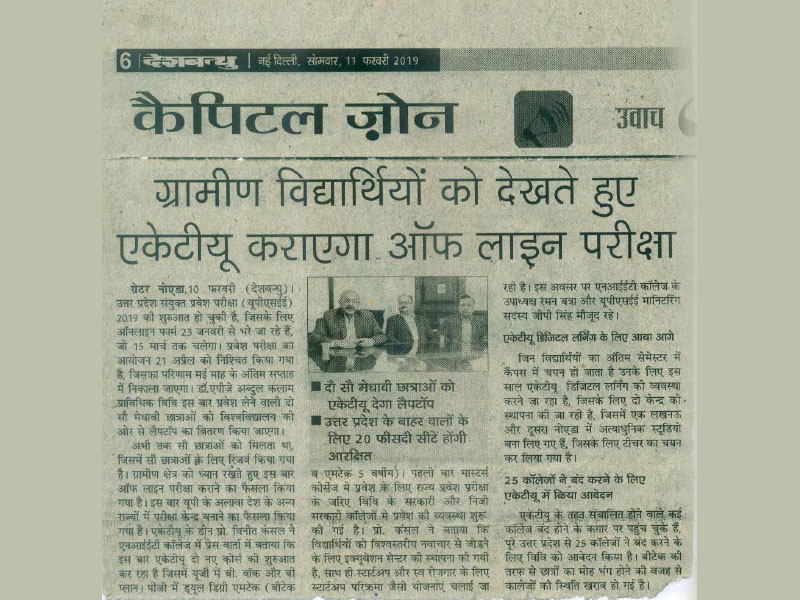 6 देशबन्धु नई दिल्ली, सोमवार, 11 फरवरी 2019
कैपिटल ज़ोन
उवाच
ग्रामीण विद्यार्थियों को देखते हुए
एकेटीयू कराएगा ऑफ लाइन परीक्षा
ग्रेटर नोएडा,10 फरवरी (देशबन्धु)।
उत्तर प्रदेश संयुक्त प्रवेश परीक्षा (यूपीएसईई)
2019 की शुरुआत हो चुकी है, जिसके लिए
ऑनलाइन फार्म 23 जनवरी से भरे जा रहे हैं,
जो 15 मार्च तक चलेगा। प्रवेश परीक्षा का
आयोजन 21 अप्रैल को निश्चित किया गया
है, जिसका परिणाम मई माह के अंतिम सप्ताह
में निकाला जाएगा। डॉ.एपीजे अब्दुल कलाम
प्राविधिक विवि इस बार प्रवेश लेने वाली दो
सौ मेधावी छात्राओं को विश्वविद्यालय की
ओर से लैपटॉप का वितरण किया जाएगा।
अभी तक सौ छात्राओं को मिलता था,
जिसमें सौ छात्राओं के लिए रिजर्व किया गया
है। ग्रामीण क्षेत्र को ध्यान रखते हुए इस बार
ऑफ लाइन परीक्षा कराने का फैसला किया
गया है। इस बार यूपी के अलावा देश के अन्य
राज्यों में परीक्षा केन्द्र बनाने का फैसला किया
गया है। एकेटीयू के डीन प्रो. विनीत कंसल ने
एनआईईटी कॉलेज में प्रेस वार्ता में बताया कि
इस बार एकेटीयू दो नए कोर्स की शुरुआत
कर रहा है जिसमें यूजी में बी. वॉक और बी
प्लान। पीजी में ड्यूल डिग्री एमटेक (बीटेक
■ दौ सौ मेधावी छात्राओं को
एकेटीयू देगा लैपटॉप
■ उत्तर प्रदेश के बाहर वालों के
लिए 20 फीसदी सीटें होंगी
आरक्षित
व एमटेक 5 वर्षीय)। पहली बार मास्टर्स
कोर्सेज में प्रवेश के लिए राज्य प्रवेश परीक्षा
के जरिए विवि के सरकारी और निजी
सरकारी कॉलेजों में प्रवेश की व्यवस्था शुरू
की गई है। प्रो. कंसल ने बताया कि
विद्यार्थियों को विश्वस्तरीय नवाचार से जोड़ने
के लिए इंक्यूवेशन सेन्टर की स्थापना की गयी
है, साथ ही स्टार्टअप और स्व रोजगार के लिए
स्टार्टअप परिक्रमा जैसी योजनाएं चलाई जा
रही है। इस अवसर पर एनआईईटी कॉलेज के
उपाध्यक्ष रमन बत्रा और यूपीएसईई मानिटरिंग
सदस्य जीपी सिंह मौजूद रहे।
एकेटीयू डिजिटल लर्निंग के लिए आया आगे
जिन विद्यार्थियों का अंतिम सेमेस्टर में
कैंपस में चयन हो जाता है उनके लिए इस
साल एकेटीयू डिजिटल लर्निंग की व्यवस्था
करने जा रहा है, जिसके लिए दो केन्द्र की
स्थापना की जा रही है, जिसमें एक लखनऊ
और दूसरा नोएडा में अत्याधुनिक स्टूडियो
बना लिए गए हैं, जिसके लिए टीचर का चयन
कर लिया गया है।
25 कॉलेजों ने बंद करने के लिए
एकेटीयू में किया आवेदन
एकेटीयू के तहत संचालित होने वाले कई
कॉलेज बंद होने के कगार पर पहुंच चुके हैं,
पूरे उत्तर प्रदेश से 25 कॉलेजों ने बंद करने के
लिए विवि को आवेदन किया है। बीटेक की
तरफ से छात्रों का मोह भंग होने की वजह से
कालेजों की स्थिति खराब हो गई है।